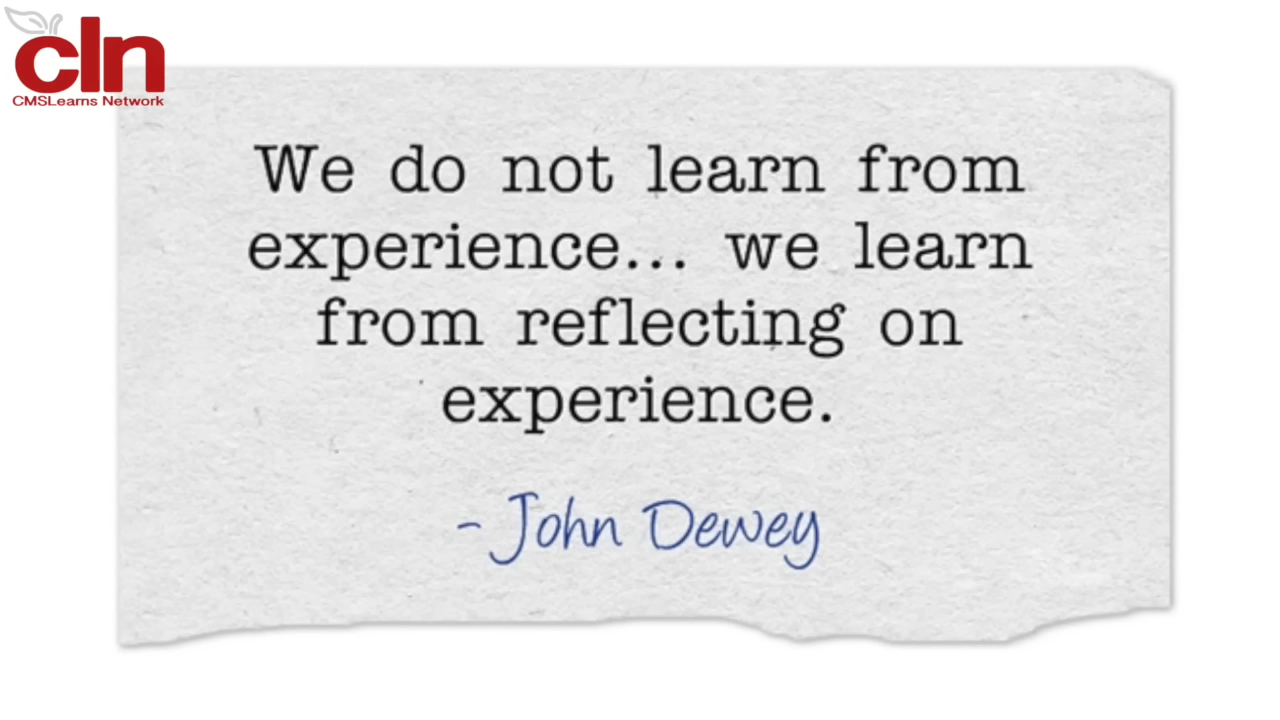 cln
CMSLearns Network
We do not learn from
experience... we learn
from reflecting on
experience.
- John Dewey